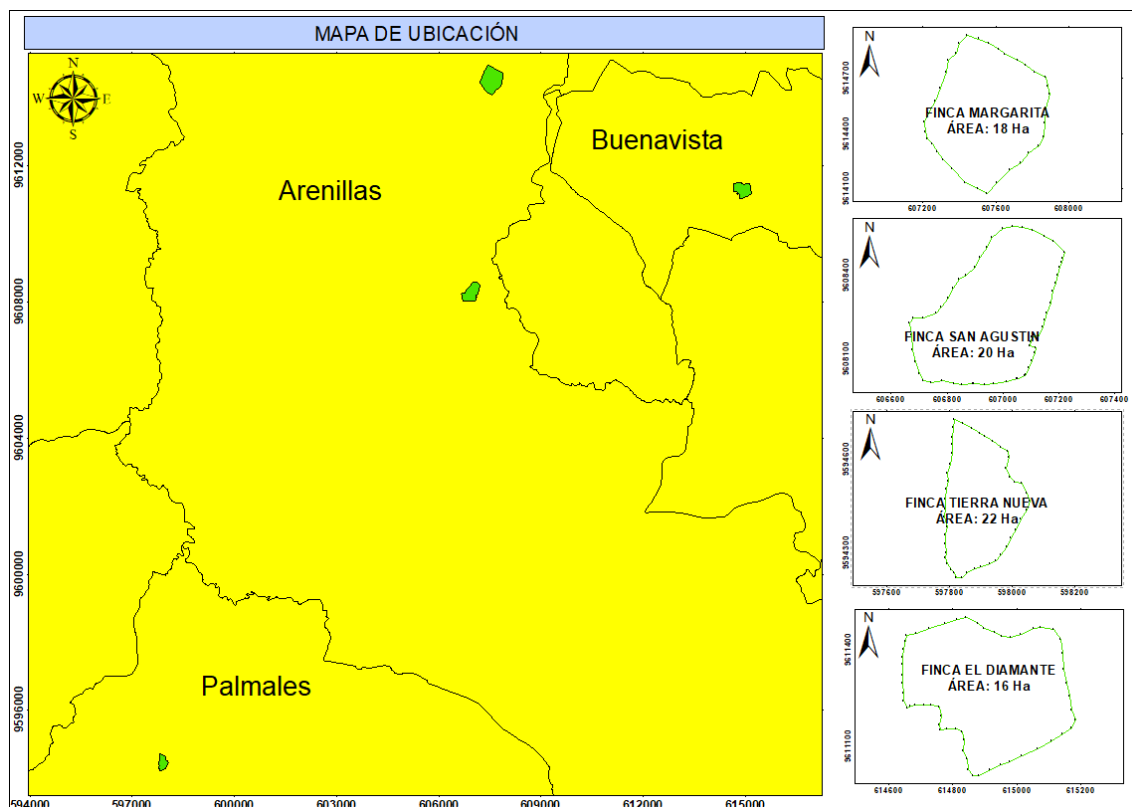 MAPA DE UBICACIÓN
N
W E
S
Buenavista
Arenillas
Palmales
9612000
9608000
9604000
9600000
9596000
594000 597000 600000 603000 606000 609000 612000 615000
N
FINCA MARGARITA
ÁREA: 18 Ha
9614700
9614400
9614100
607200 607600 608000
N
FINCA SAN AGUSTIN
ÁREA: 20 Ha
9608400
9608100
606600 606800 607000 607200 607400
N
FINCA TIERRA NUEVA
ÁREA: 22 Ha
9594600
9594300
597600 597800 598000 598200
N
FINCA EL DIAMANTE
ÁREA: 16 Ha
9611400
9611100
614600 614800 615000 615200